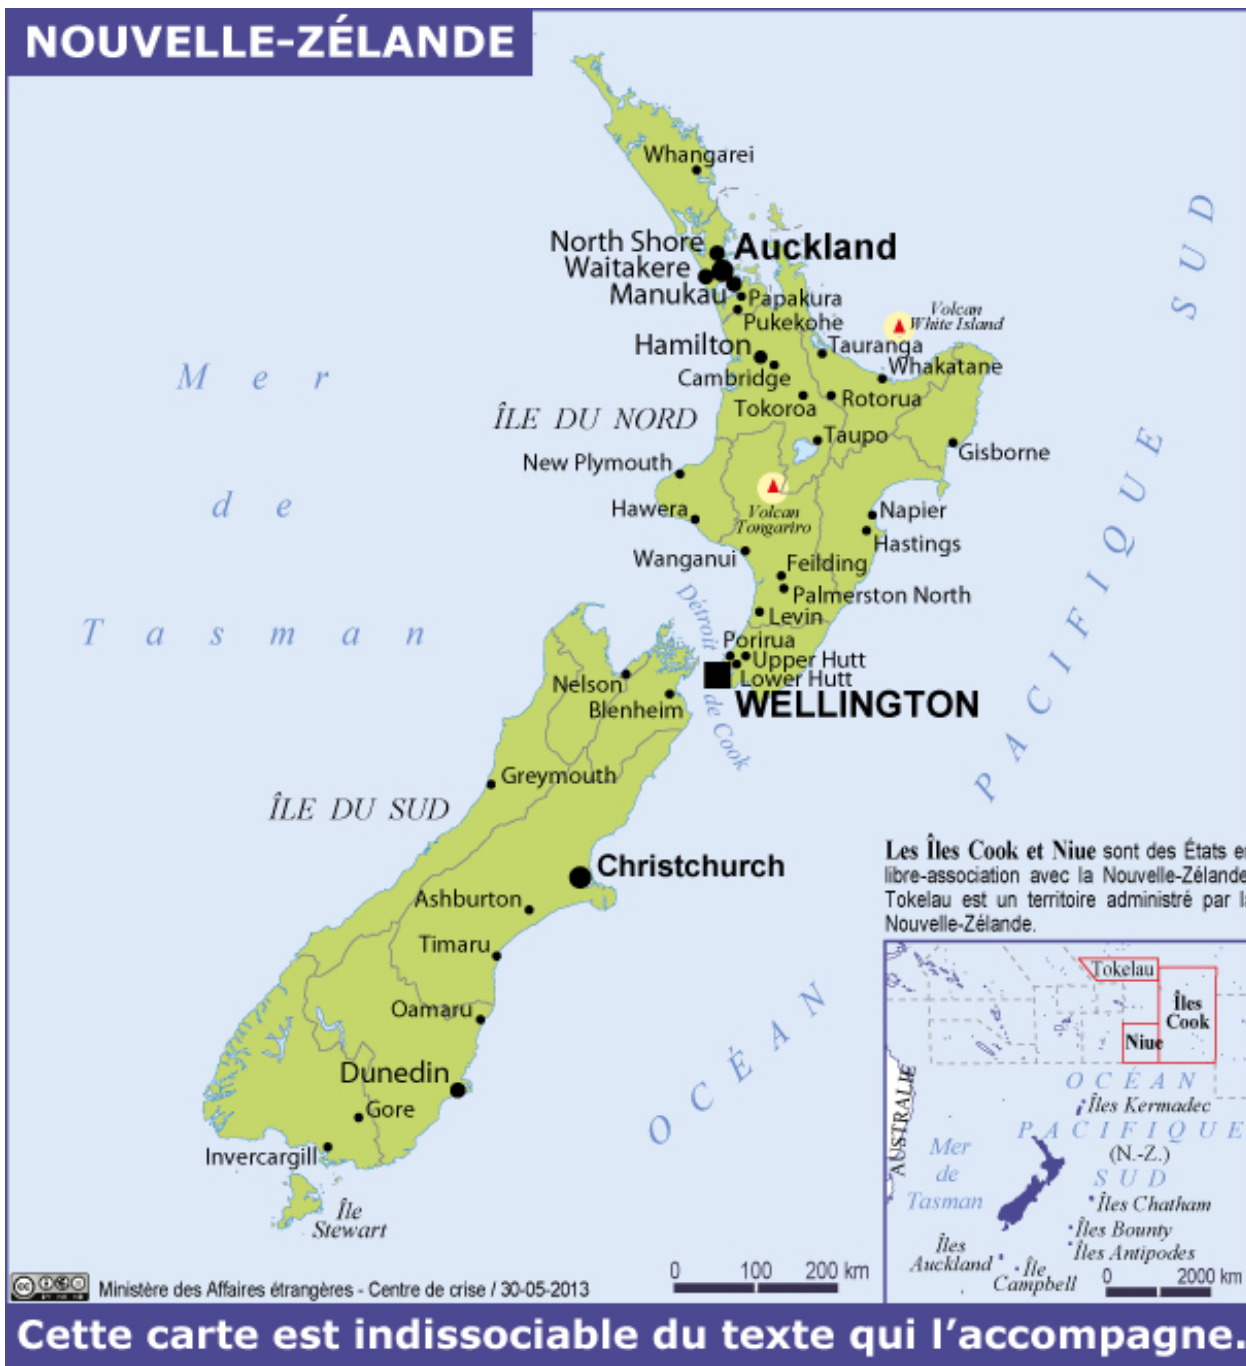 NOUVELLE-ZÉLANDE
Whangarei
North Shore
Auckland
Waitakere
Manukau
Papakura
Pukekohe
Volcan
White Island
Hamilton
Tauranga
Cambridge
Whakatane
Tokoroa
Rotorua
ÎLE DU NORD
Taupo
Gisborne
New Plymouth
Hawera
Volcan
Tongariro
Napier
Hastings
Wanganui
Feilding
Palmerston North
Levin
Mer
de
Tasman
Détroit
de Cook
Porirua
Upper Hutt
Lower Hutt
WELLINGTON
Nelson
Blenheim
Greymouth
ÎLE DU SUD
Christchurch
Ashburton
Timaru
Oamaru
Dunedin
Gore
Invercargill
Île
Stewart
OCÉAN
PACIFIQUE
SUD
Les Îles Cook et Niue sont des États en
libre-association avec la Nouvelle-Zélande
Tokelau est un territoire administré par la
Nouvelle-Zélande.
Tokelau
Îles
Cook
Niue
AUSTRALIE
OCÉAN
Îles Kermadec
PACIFIQUE
(N.-Z.)
SUD
Mer
de
Tasman
Îles Chatham
Îles Bounty
Îles Antipodes
Îles
Auckland
Île
Campbell
0 2000 km
0 100 200 km
Ministère des Affaires étrangères - Centre de crise / 30-05-2013
Cette carte est indissociable du texte qui l'accompagne.